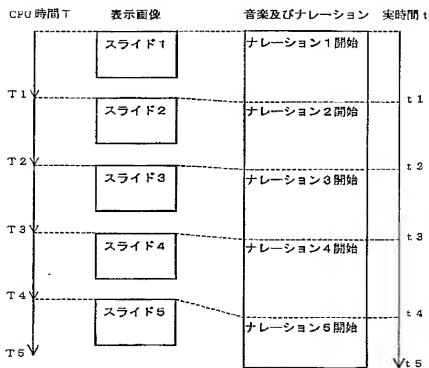 CPU時間T 表示画像 音楽及びナレーション 実時間t
スライド1 ナレーション1開始
T1 t1
スライド2 ナレーション2開始
T2 t2
スライド3 ナレーション3開始
T3 t3
スライド4 ナレーション4開始
T4 t4
スライド5 ナレーション5開始
T5 t5